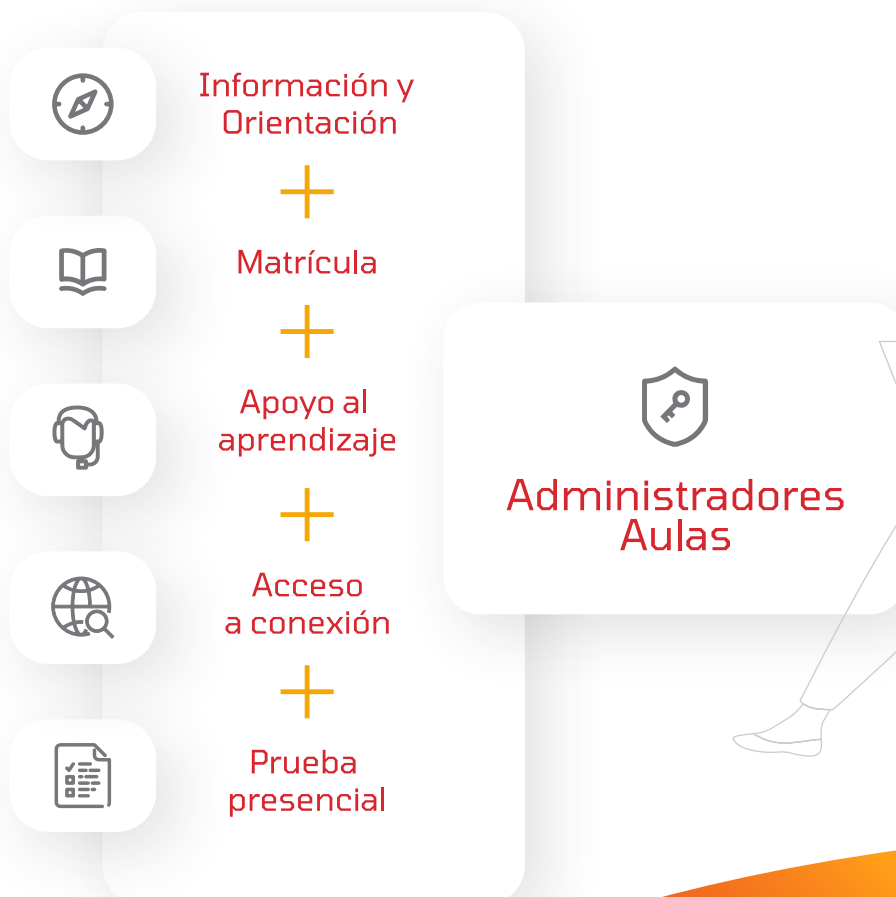 Información y
Orientación
+
Matrícula
+
Apoyo al
aprendizaje
+
Acceso
a conexión
+
Prueba
presencial
Administradores
Aulas